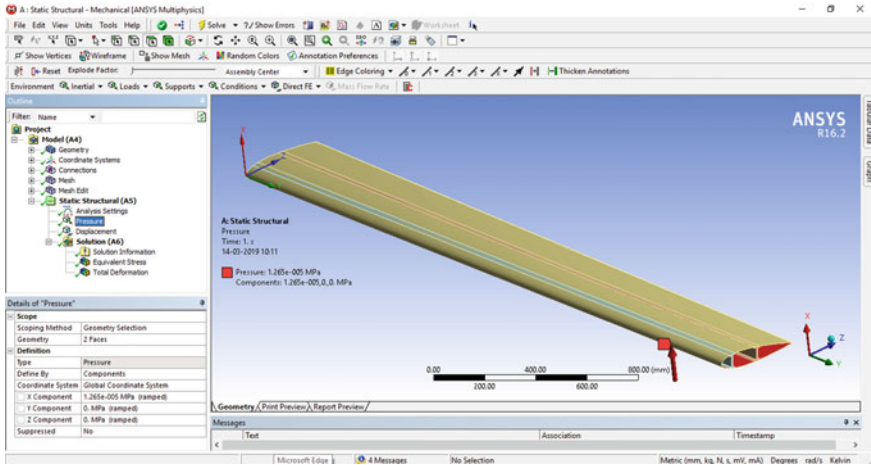 A : Static Structural - Mechanical [ANSYS Multiphysics]
File Edit View Units Tools Help Solve ?/ Show Errors Worksheet
Show Vertices Wireframe Show Mesh Random Colors Annotation Preferences
Reset Explode Factor: Assembly Center Edge Coloring Thicken Annotations
Environment Inertial Loads Supports Conditions Direct FE Mass Flow Rate
Outline
Filter: Name
Project
Model (A4)
Geometry
Coordinate Systems
Connections
Mesh
Mesh Edit
Static Structural (A5)
Analysis Settings
Pressure
Displacement
Solution (A6)
Solution Information
Equivalent Stress
Total Deformation
Details of "Pressure"
Scope
Scoping Method Geometry Selection
Geometry 2 Faces
Definition
Type Pressure
Define By Components
Coordinate System Global Coordinate System
X Component 1.265e-005 MPa (ramped)
Y Component 0. MPa (ramped)
Z Component 0. MPa (ramped)
Suppressed No
ANSYS
R16.2
X
Z
A: Static Structural
Pressure
Time: 1. s
14-03-2019 10:11
Pressure: 1.265e-005 MPa
Components: 1.265e-005,0.,0. MPa
X
Z
Y
0.00 400.00 800.00 (mm)
200.00 600.00
Geometry Print Preview Report Preview
Messages
Text Association Timestamp
Graph
Microsoft Edge 4 Messages No Selection Metric (mm, kg, N, s, mV, mA) Degrees rad/s Kelvin